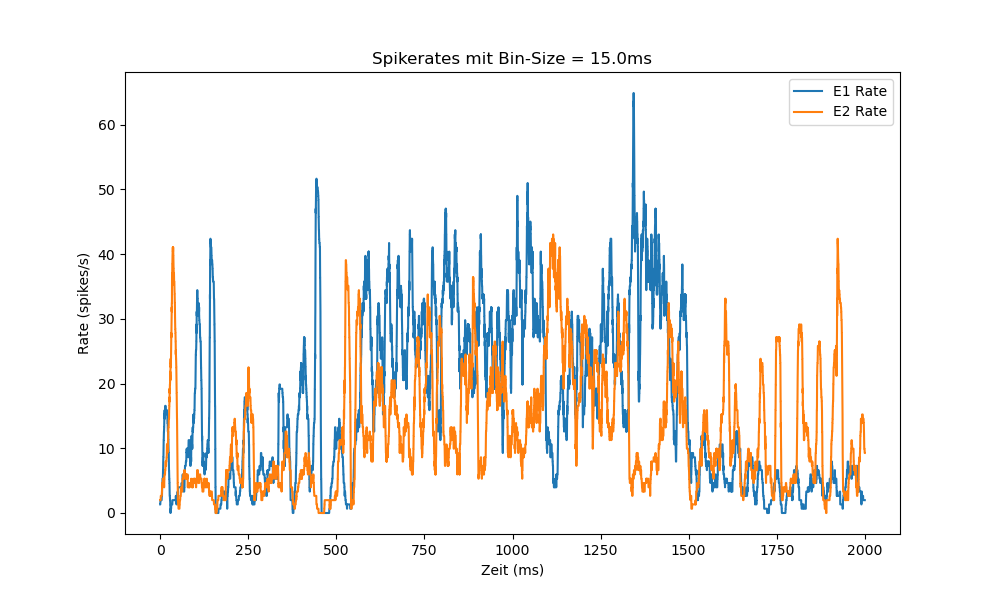 Spikerates mit Bin-Size = 15.0ms
E1 Rate
E2 Rate
Rate (spikes/s)
60
50
40
30
20
10
0
0 250 500 750 1000 1250 1500 1750 2000
Zeit (ms)